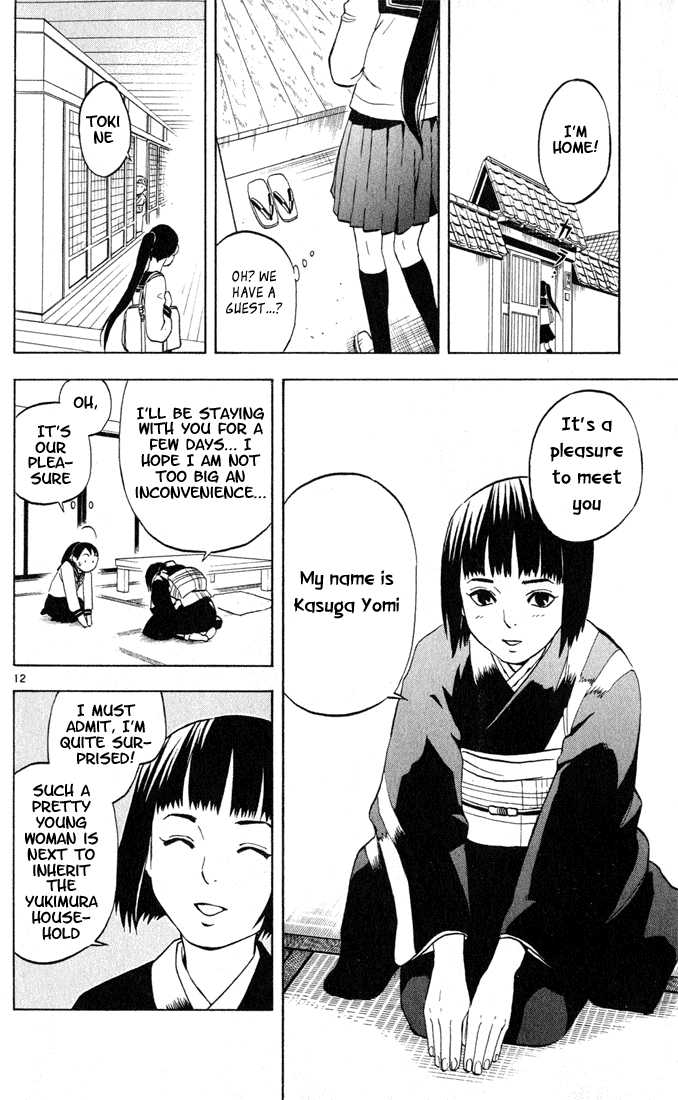 I'M
HOME!
ガ
ラ
OH? WE
HAVE A
GUEST...?
TOKI
NE
It's a
pleasure
to meet
you
My name is
Kasuga Yomi
I'LL BE STAYING
WITH YOU FOR A
FEW DAYS... I
HOPE I AM NOT
TOO BIG AN
INCONVENIENCE...
OH,
IT'S
OUR
PLEA-
SURE
12
I MUST
ADMIT, I'M
QUITE SUR-
PRISED!
SUCH A
PRETTY
YOUNG
WOMAN IS
NEXT TO
INHERIT
THE
YUKIMURA
HOUSE-
HOLD